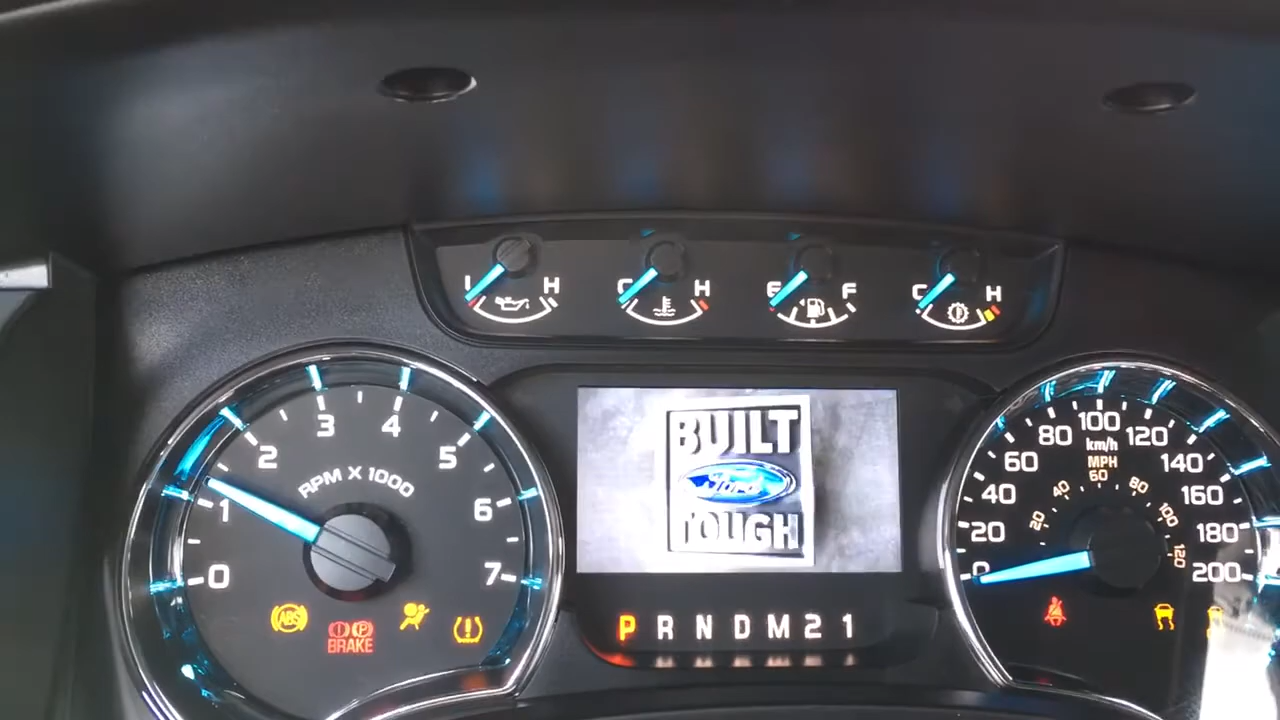 L H
C H
E F
C H
BUILT
Ford
TOUGH
0 1 2 3 4 5 6 7
RPM X 1000
0 20 40 60 80 100 120 140 160 180 200
km/h
MPH
20 40 60 80 100 120
ABS
BRAKE
P R N D M 2 1